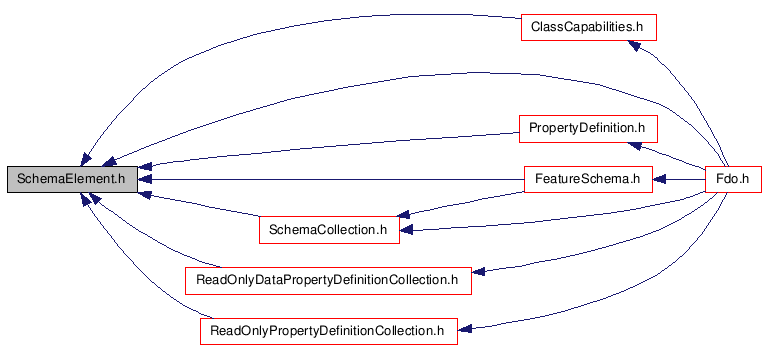 ClassCapabilities.h
PropertyDefinition.h
SchemaElement.h
FeatureSchema.h
Fdo.h
SchemaCollection.h
ReadOnlyDataPropertyDefinitionCollection.h
ReadOnlyPropertyDefinitionCollection.h